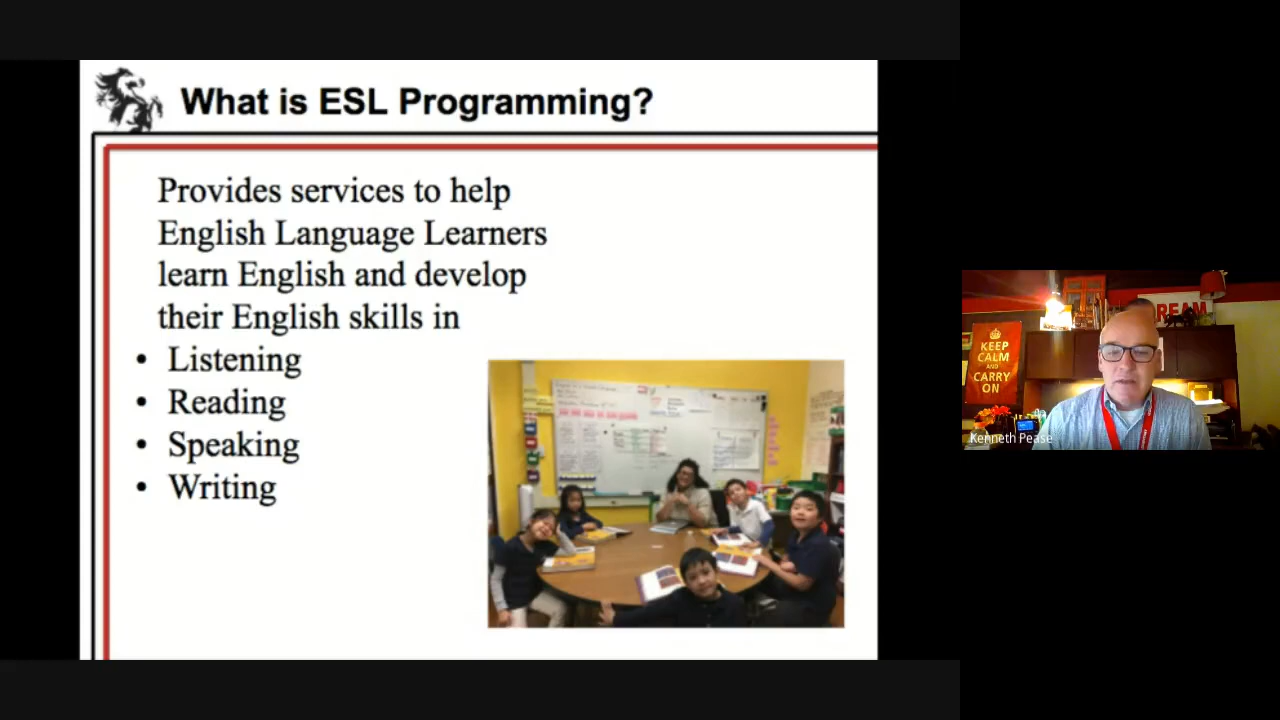 What is ESL Programming?
Provides services to help
English Language Learners
learn English and develop
their English skills in
• Listening
• Reading
• Speaking
• Writing
KEEP
CALM
AND
CARRY
ON
REAM
Kenneth Pease